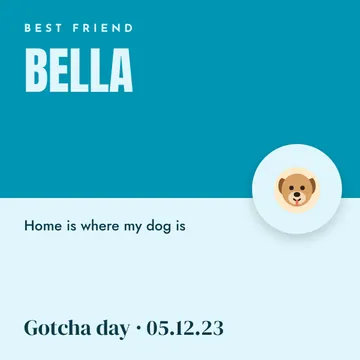 BEST FRIEND
BELLA
Home is where my dog is
Gotcha day · 05.12.23